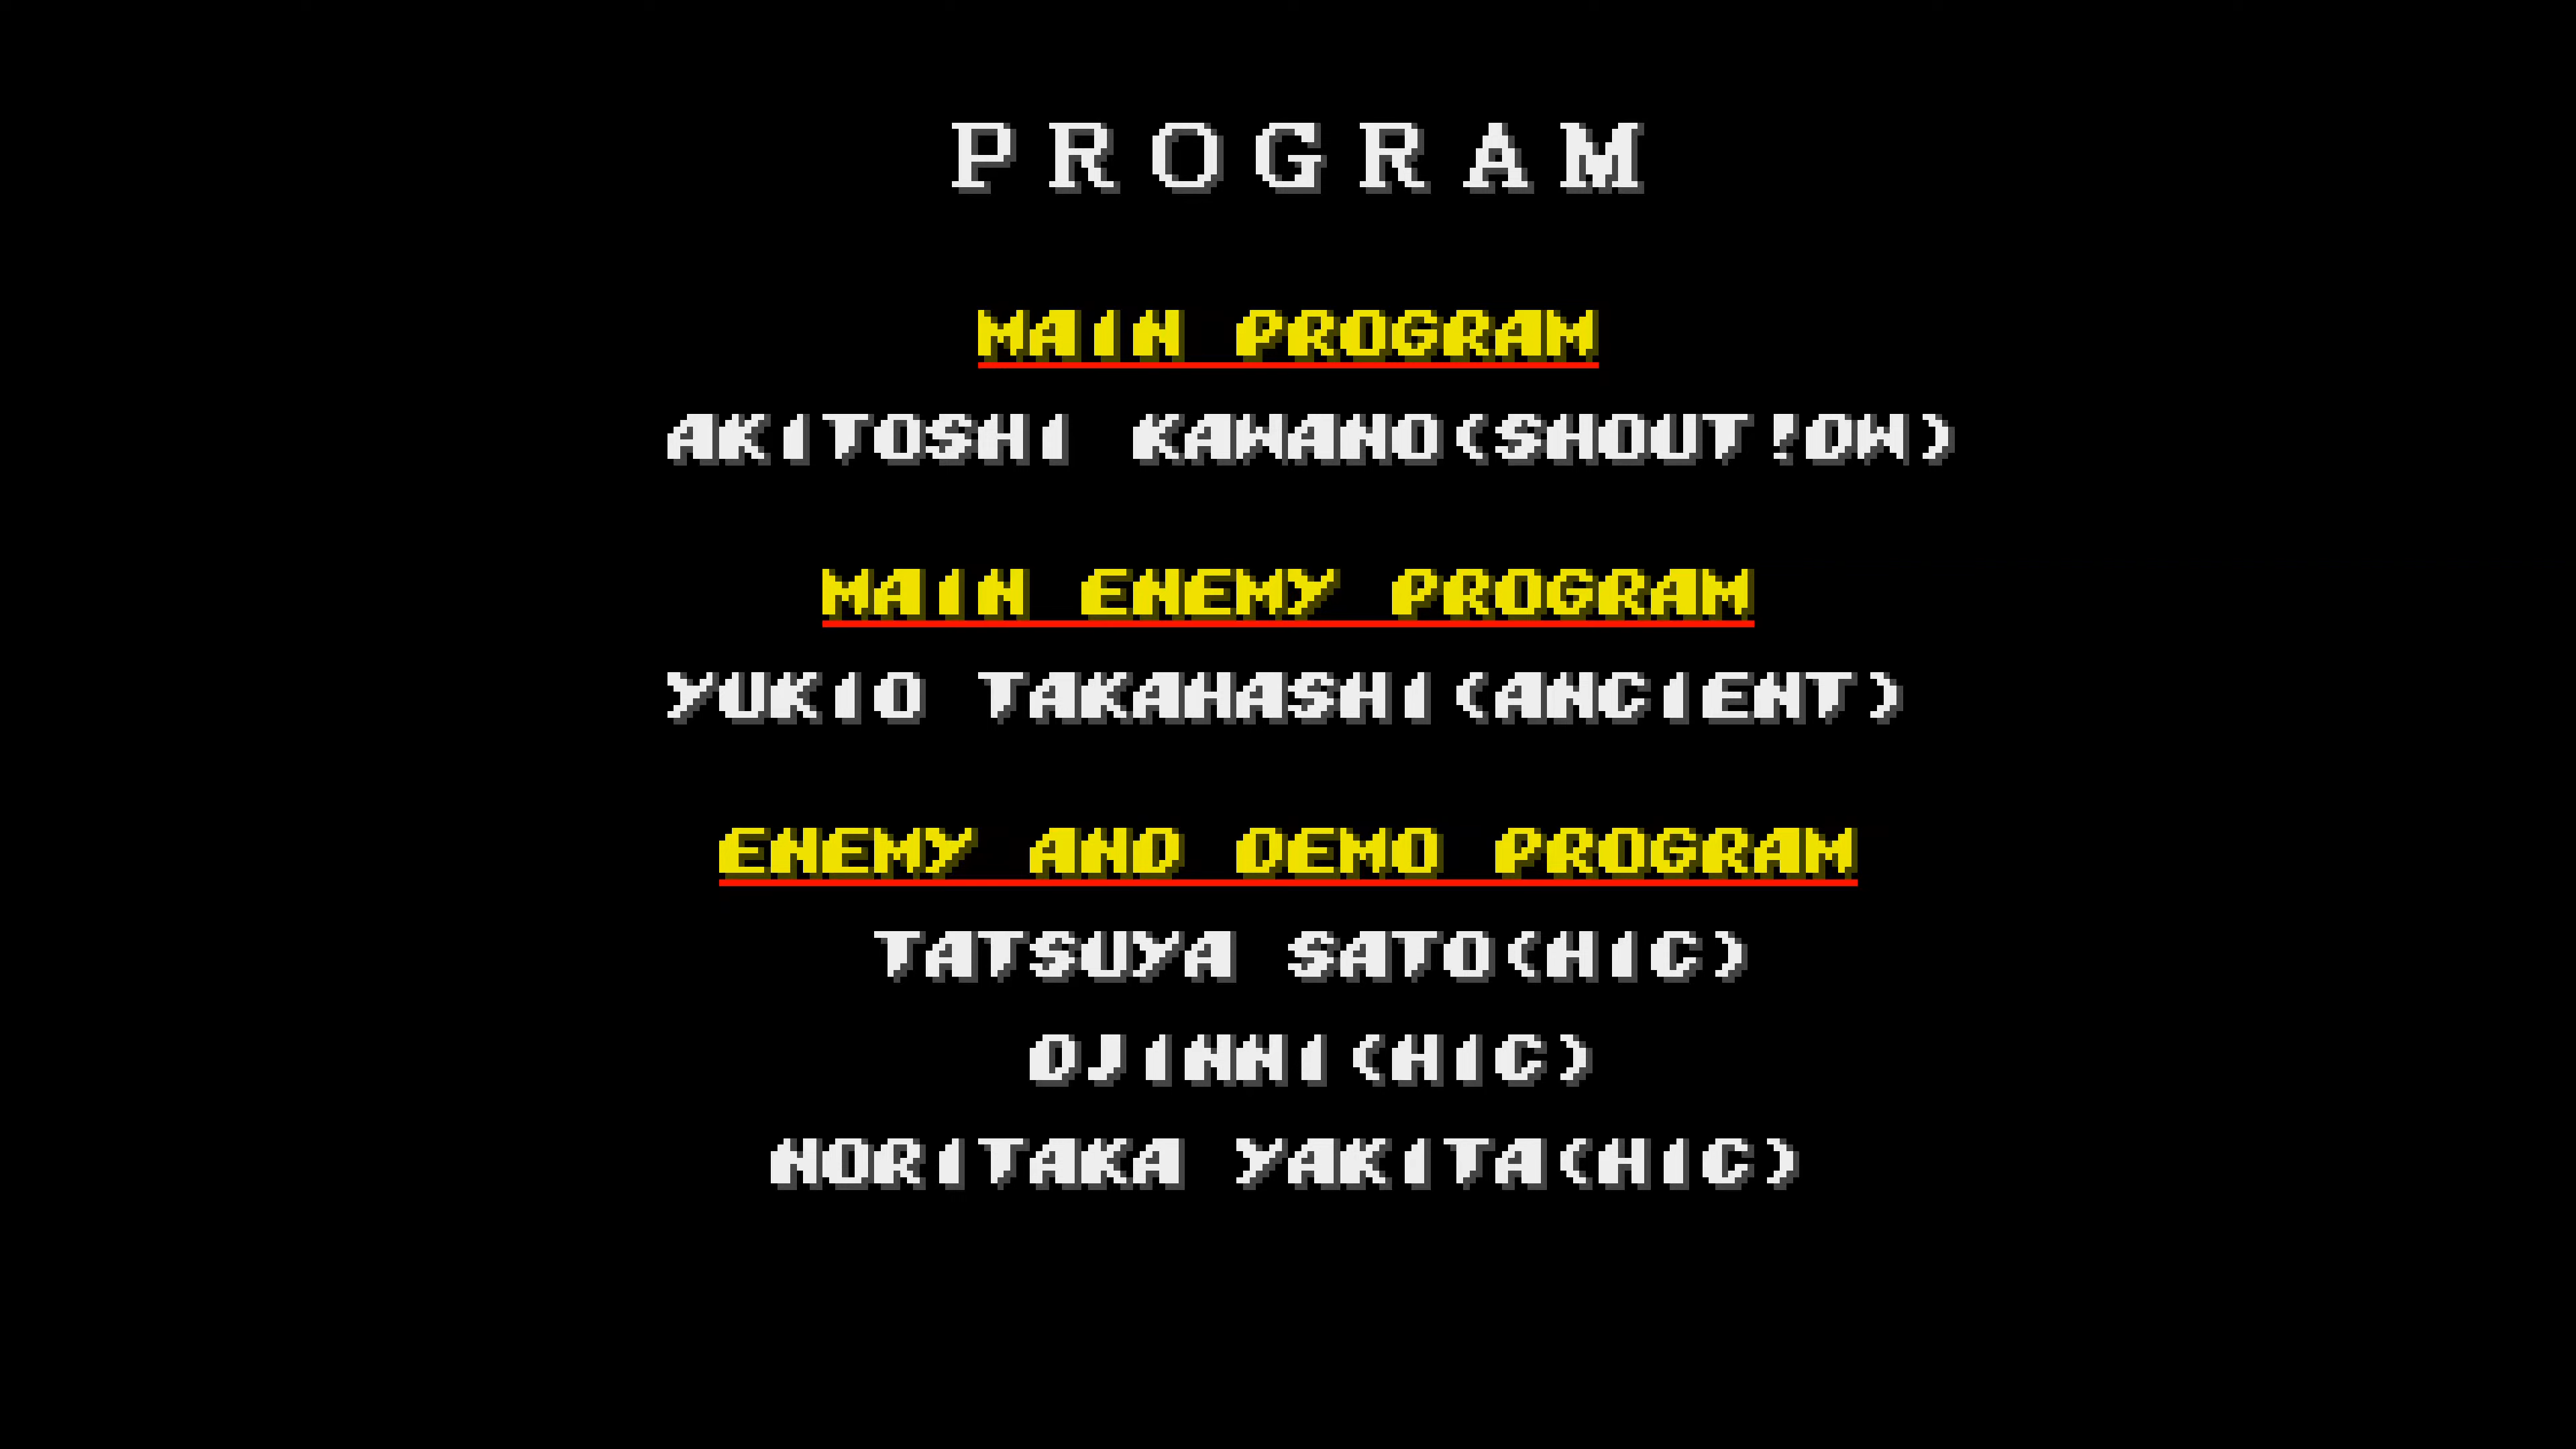 PROGRAM
MAIN PROGRAM
AKITOSHI KAWANO(SHOUT!DW)
MAIN ENEMY PROGRAM
YUKIO TAKAHASHI(ANCIENT)
ENEMY AND DEMO PROGRAM
TATSUYA SATO(HIC)
DJINNI(HIC)
NORITAKA YAKITA(HIC)